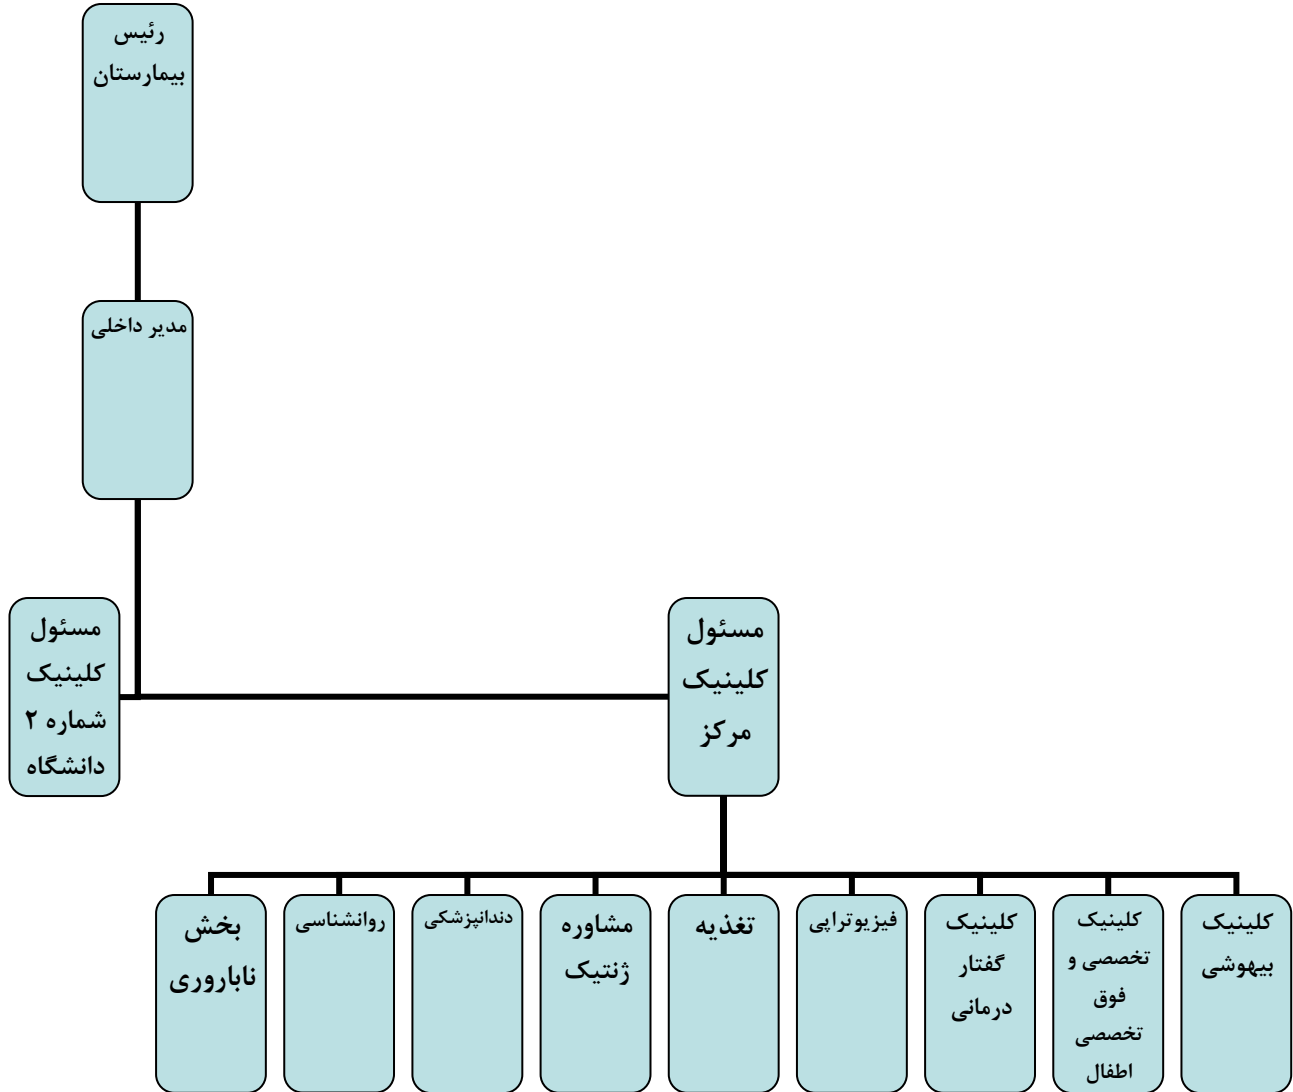 رئیس
بیمارستان
مدیر داخلی
مسئول
کلینیک
مرکز
مسئول
کلینیک
شماره ۲
دانشگاه
کلینیک
بیهوشی
کلینیک
تخصصی و
فوق
تخصصی
اطفال
کلینیک
گفتار
درمانی
فیزیوتراپی
تغذیه
مشاوره
ژنتیک
دندانپزشکی
روانشناسی
بخش
ناباروری